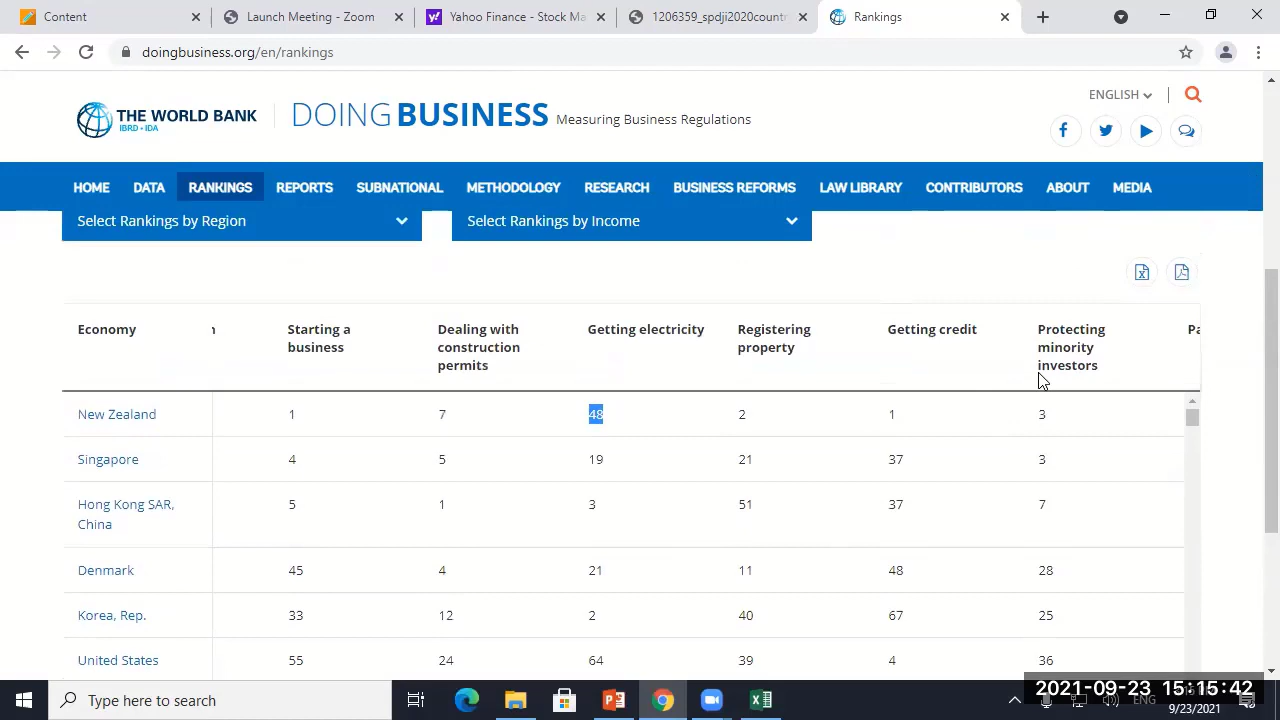 Content
Launch Meeting - Zoom
Yahoo Finance - Stock Ma
1206359_spdji2020countr
Rankings
doingbusiness.org/en/rankings
THE WORLD BANK
IBRD • IDA
DOING BUSINESS Measuring Business Regulations
ENGLISH
HOME DATA RANKINGS REPORTS SUBNATIONAL METHODOLOGY RESEARCH BUSINESS REFORMS LAW LIBRARY CONTRIBUTORS ABOUT MEDIA
Select Rankings by Region
Select Rankings by Income
Economy
Starting a
business
Dealing with
construction
permits
Getting electricity
Registering
property
Getting credit
Protecting
minority
investors
Pa
New Zealand 1 7 48 2 1 3
Singapore 4 5 19 21 37 3
Hong Kong SAR,
China
5 1 3 51 37 7
Denmark 45 4 21 11 48 28
Korea, Rep. 33 12 2 40 67 25
United States 55 24 64 39 4 36
Type here to search
2021-09-23 15:15:42
ENG
9/23/2021